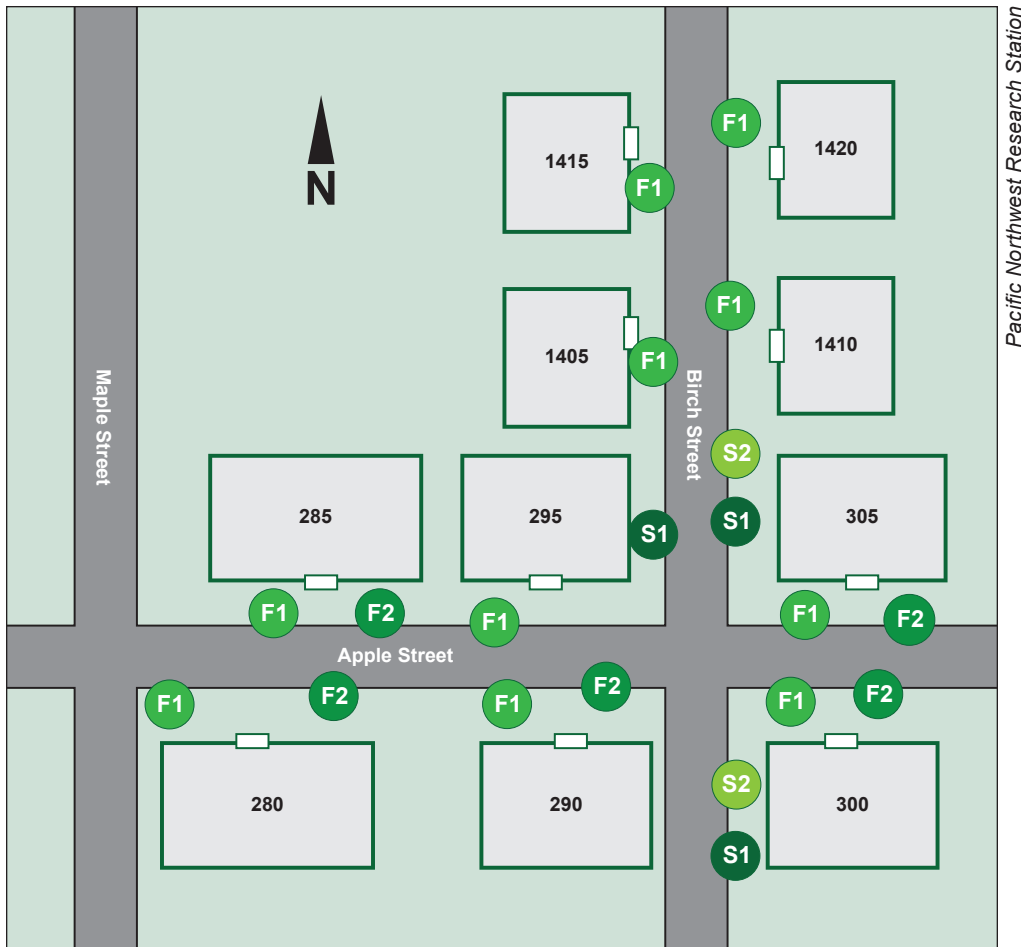 Pacific Northwest Research Station
F1
1420
1415
F1
N
F1
1410
1405
F1
Maple Street
Birch Street
S2
285
295
S1
S1
305
F1
F2
F1
F1
F2
Apple Street
F1
F2
F1
F2
F1
F2
S2
280
290
300
S1